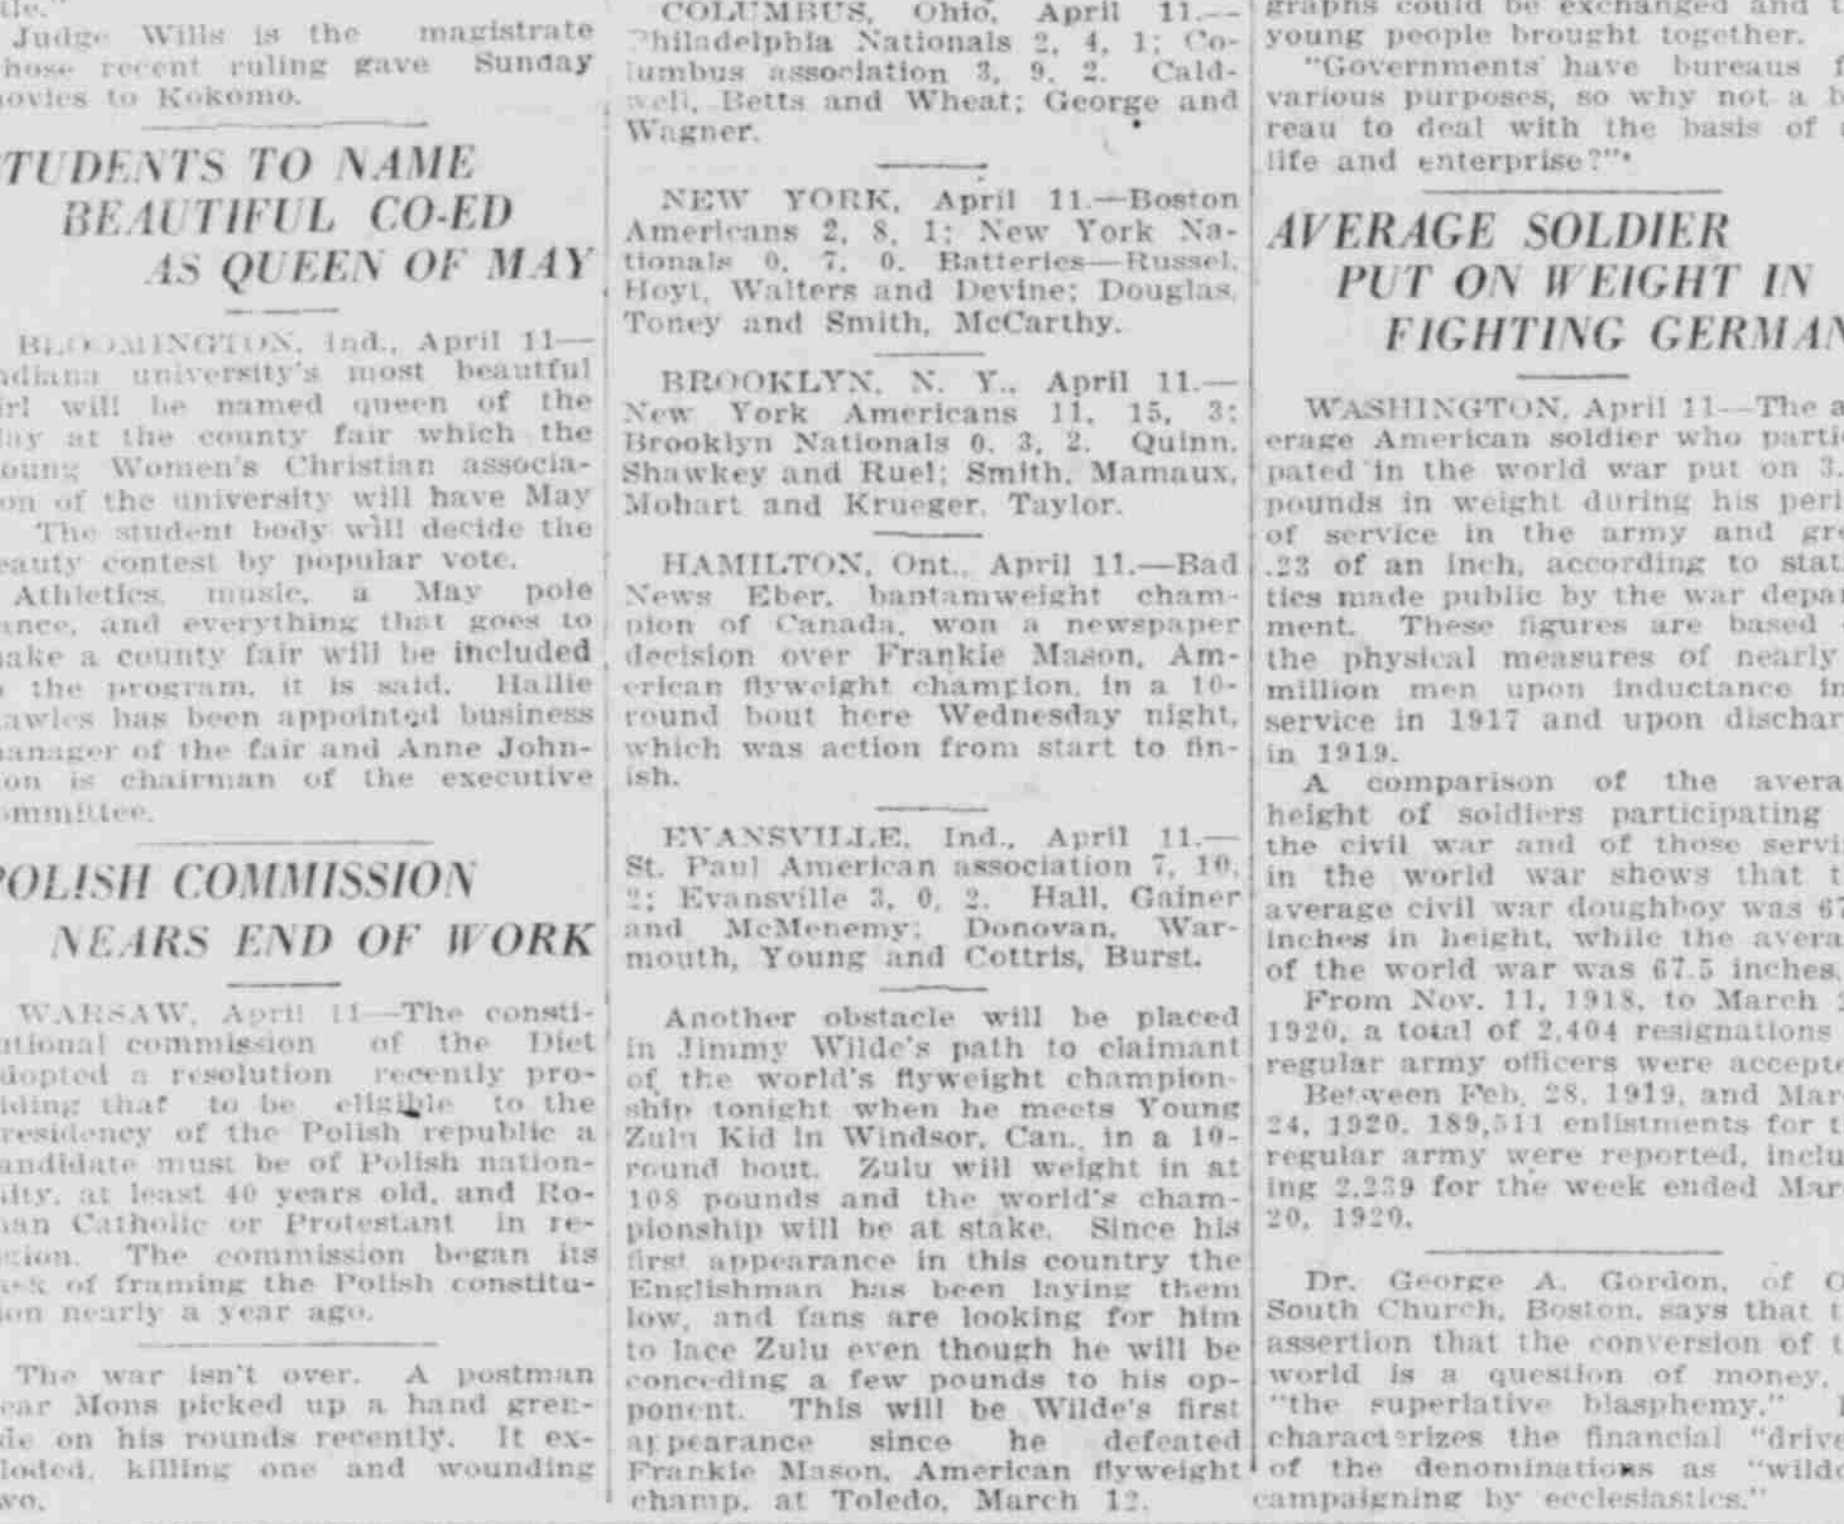 Judge Wills is the magistrate
hose recent ruling gave Sunday
ovies to Kokomo.
TUDENTS TO NAME
BEAUTIFUL CO-ED
AS QUEEN OF MAY
BLOOMINGTON, Ind., April 11—
ndiana university's most beautful
irl will be named queen of the
ay at the county fair which the
oung Women's Christian associa-
on of the university will have May
The student body will decide the
eauty contest by popular vote.
Athletics, music, a May pole
ance, and everything that goes to
ake a county fair will be included
the program, it is said. Hallie
awles has been appointed business
anager of the fair and Anne John-
on is chairman of the executive
ommittee.
POLISH COMMISSION
NEARS END OF WORK
WARSAW, April 11—The consti-
utional commission of the Diet
dopted a resolution recently pro-
iding that to be eligible to the
residency of the Polish republic a
andidate must be of Polish nation-
lity, at least 40 years old, and Ro-
an Catholic or Protestant in re-
gion. The commission began its
ask of framing the Polish constitu-
ion nearly a year ago.
The war isn't over. A postman
ear Mons picked up a hand gren-
de on his rounds recently. It ex-
loded, killing one and wounding
wo.
COLUMBUS, Ohio, April 11.—
Philadelphia Nationals 2, 4, 1; Co-
lumbus association 3, 9, 2. Cald-
well, Betts and Wheat; George and
Wagner.
NEW YORK, April 11.—Boston
Americans 2, 8, 1; New York Na-
tionals 0, 7, 0. Batteries—Russel,
Hoyt, Walters and Devine; Douglas,
Toney and Smith, McCarthy.
BROOKLYN, N. Y., April 11.—
New York Americans 11, 15, 3;
Brooklyn Nationals 0, 3, 2. Quinn,
Shawkey and Ruel; Smith, Mamaux,
Mohart and Krueger, Taylor.
HAMILTON, Ont., April 11.—Bad
News Eber, bantamweight cham-
pion of Canada, won a newspaper
decision over Frankie Mason, Am-
erican flyweight champion, in a 10-
round bout here Wednesday night,
which was action from start to fin-
ish.
EVANSVILLE, Ind., April 11.—
St. Paul American association 7, 10,
2; Evansville 3, 0, 2. Hall, Gainer
and McMenemy; Donovan, War-
mouth, Young and Cottris, Burst.
Another obstacle will be placed
in Jimmy Wilde's path to claimant
of the world's flyweight champion-
ship tonight when he meets Young
Zulu Kid in Windsor, Can., in a 10-
round bout. Zulu will weight in at
108 pounds and the world's cham-
pionship will be at stake. Since his
first appearance in this country the
Englishman has been laying them
low, and fans are looking for him
to lace Zulu even though he will be
conceding a few pounds to his op-
ponent. This will be Wilde's first
appearance since he defeated
Frankie Mason, American flyweight
champ, at Toledo, March 12.
graphs could be exchanged and t
young people brought together.
"Governments have bureaus f
various purposes, so why not a b
reau to deal with the basis of
life and enterprise?"
AVERAGE SOLDIER
PUT ON WEIGHT IN
FIGHTING GERMAN
WASHINGTON, April 11—The a
erage American soldier who partic
pated in the world war put on 3.
pounds in weight during his peri
of service in the army and gre
.23 of an inch, according to stat
tics made public by the war depar
ment. These figures are based
the physical measures of nearly
million men upon inductance in
service in 1917 and upon dischar
in 1919.
A comparison of the avera
height of soldiers participating
the civil war and of those servi
in the world war shows that t
average civil war doughboy was 67
inches in height, while the avera
of the world war was 67.5 inches.
From Nov. 11, 1918, to March 2
1920, a total of 2,404 resignations
regular army officers were accepte
Between Feb. 28, 1919, and Mar
24, 1920, 189,511 enlistments for t
regular army were reported, inclu
ing 2,239 for the week ended Mar
20, 1920.
Dr. George A. Gordon, of O
South Church, Boston, says that t
assertion that the conversion of t
world is a question of money,
"the superlative blasphemy."
characterizes the financial "drive
of the denominations as "wildc
campaigning by ecclesiastics."